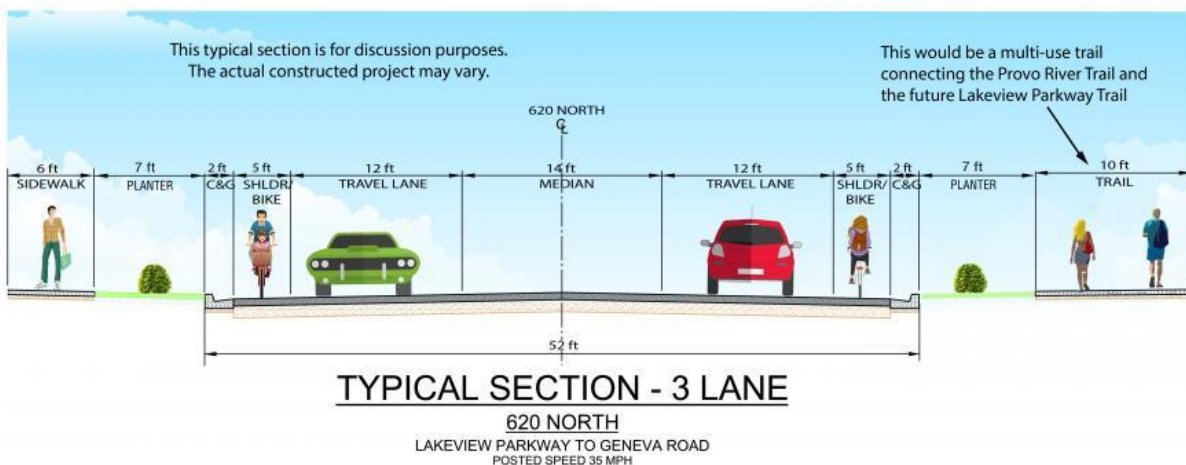 This typical section is for discussion purposes.
The actual constructed project may vary.
This would be a multi-use trail
connecting the Provo River Trail and
the future Lakeview Parkway Trail
620 NORTH
℄
6 ft
SIDEWALK
7 ft
PLANTER
2 ft
C&G
5 ft
SHLDR/
BIKE
12 ft
TRAVEL LANE
14 ft
MEDIAN
12 ft
TRAVEL LANE
5 ft
SHLDR/
BIKE
2 ft
C&G
7 ft
PLANTER
10 ft
TRAIL
52 ft
TYPICAL SECTION - 3 LANE
620 NORTH
LAKEVIEW PARKWAY TO GENEVA ROAD
POSTED SPEED 35 MPH